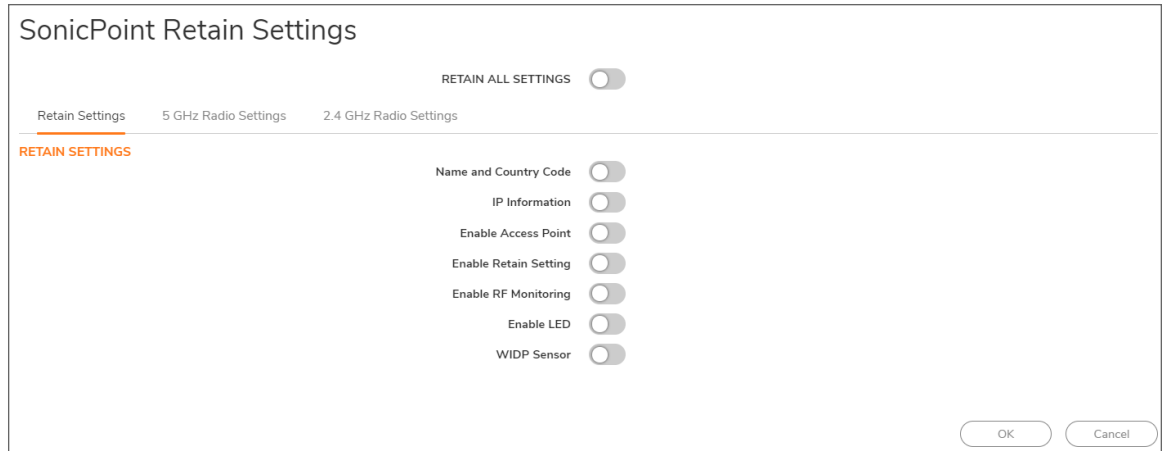 SonicPoint Retain Settings
RETAIN ALL SETTINGS
Retain Settings 5 GHz Radio Settings 2.4 GHz Radio Settings
RETAIN SETTINGS
Name and Country Code
IP Information
Enable Access Point
Enable Retain Setting
Enable RF Monitoring
Enable LED
WIDP Sensor
OK Cancel